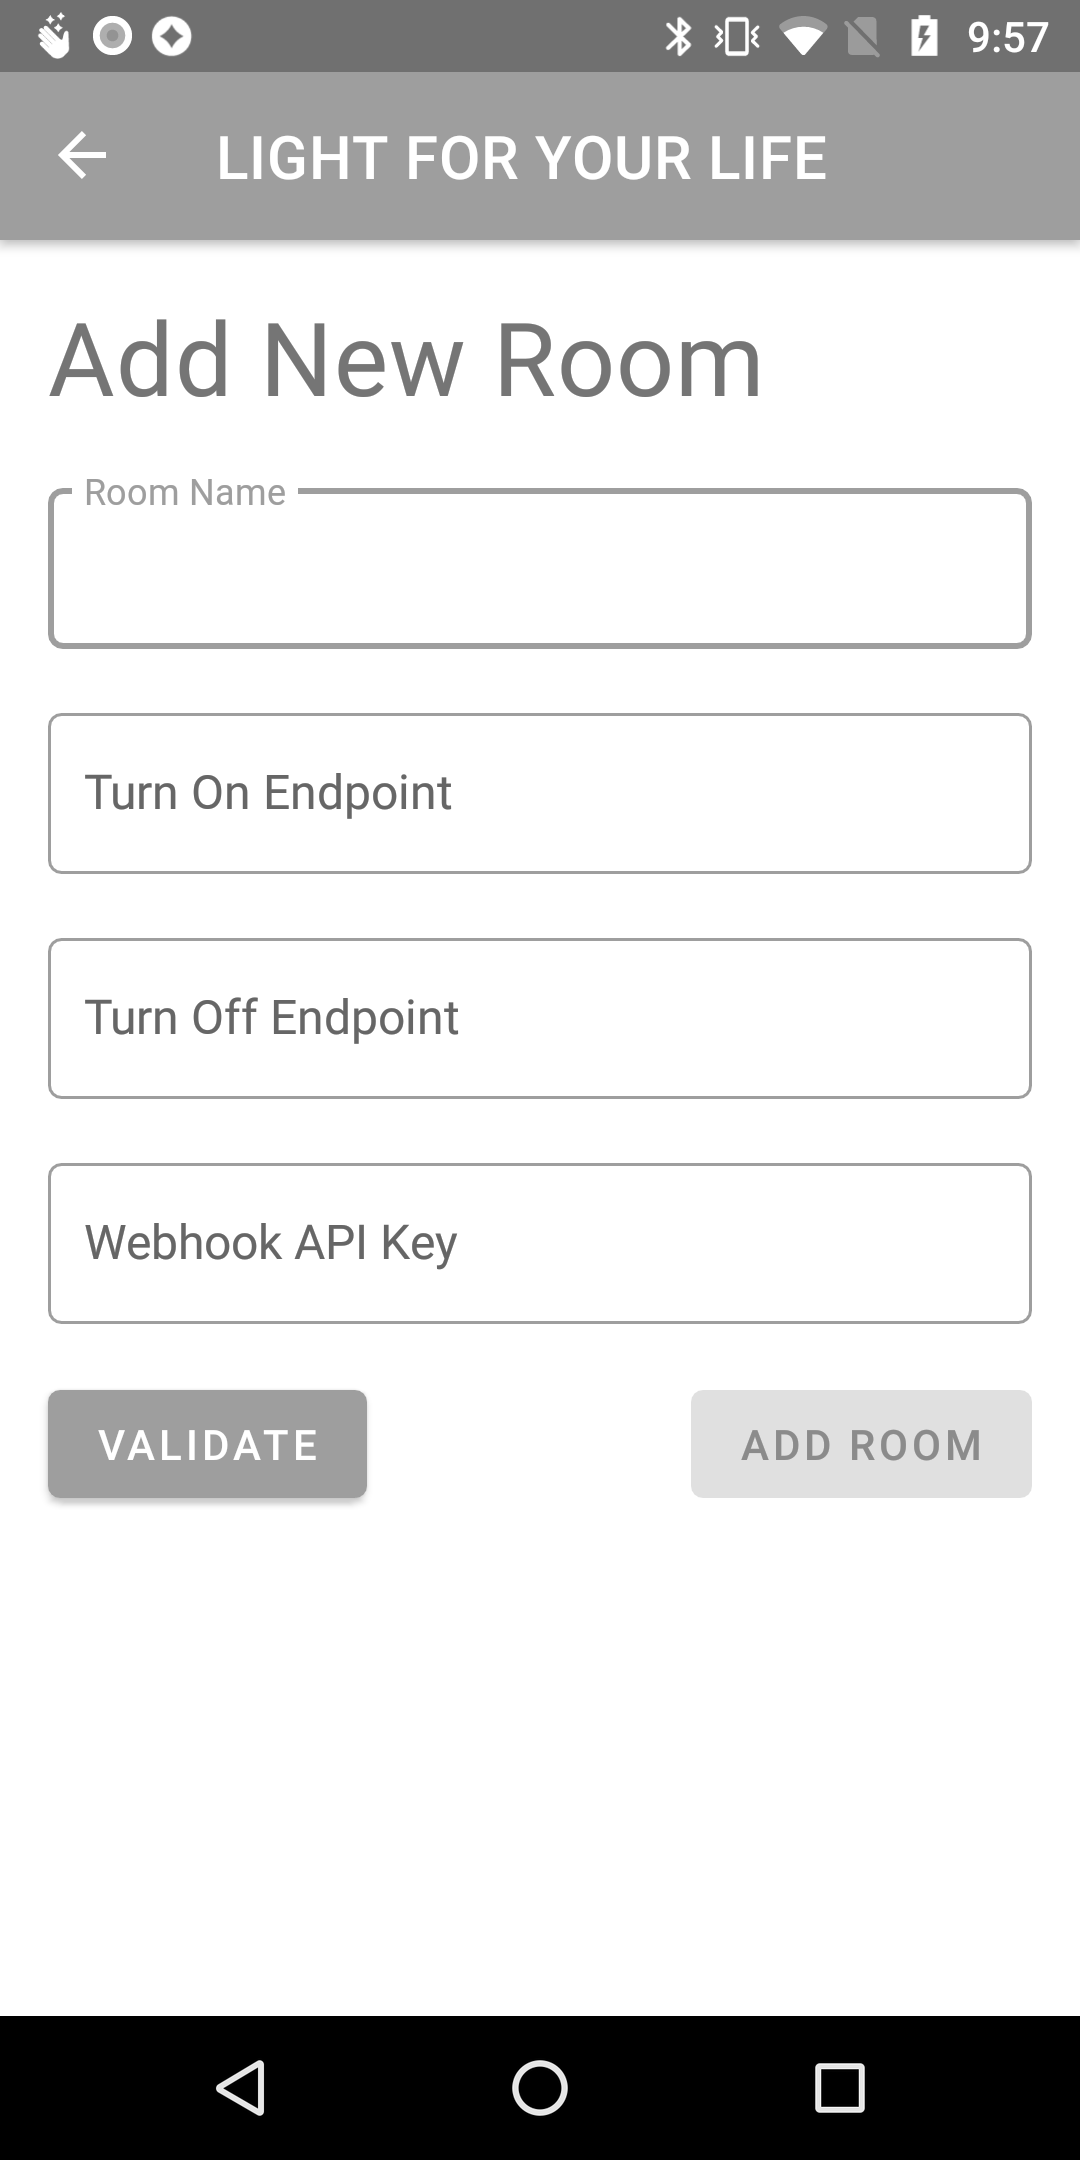 9:57
LIGHT FOR YOUR LIFE
Add New Room
Room Name
Turn On Endpoint
Turn Off Endpoint
Webhook API Key
VALIDATE
ADD ROOM